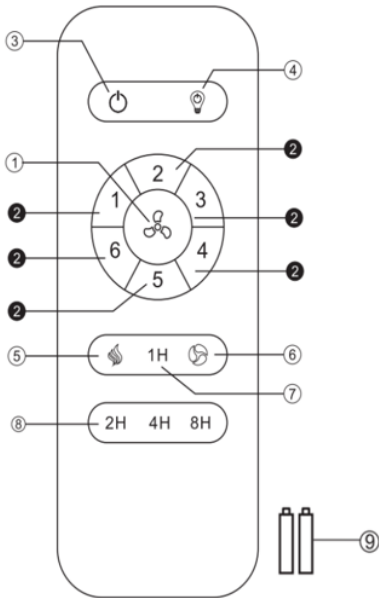 ③ ④
2 ❷
① 1 3 ❷
❷
❷ 6 4
❷ 5 ❷
⑤ 1H ⑥
⑦
⑧ 2H 4H 8H
⑨